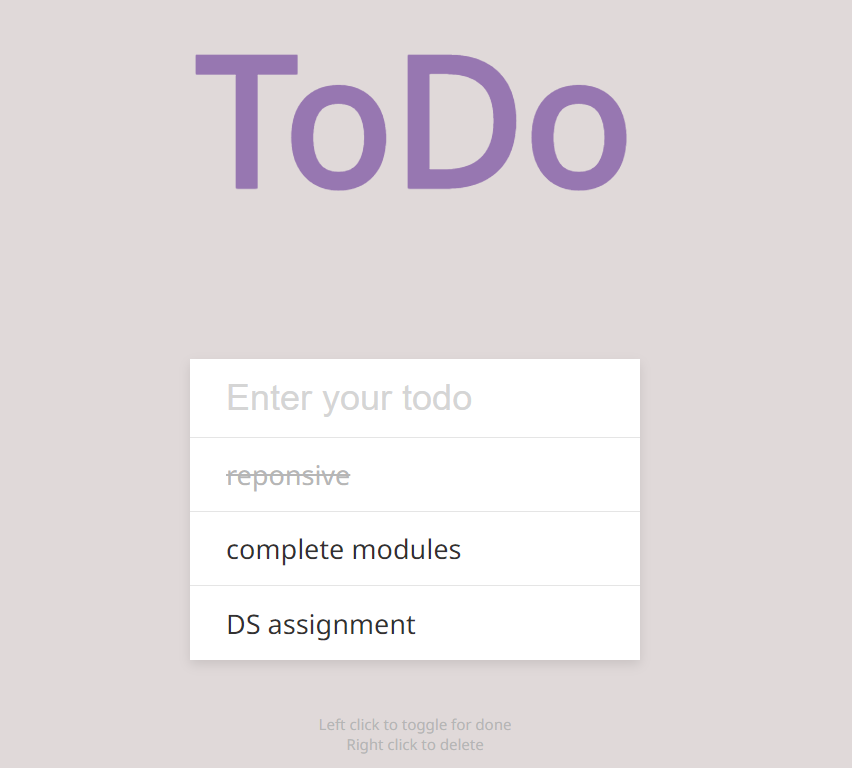 ToDo
Enter your todo
reponsive
complete modules
DS assignment
Left click to toggle for done
Right click to delete